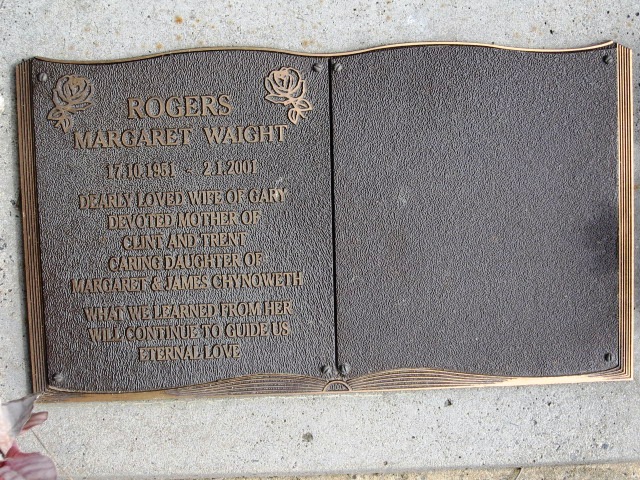 ROGERS
MARGARET WAIGHT
17.10.1951 - 2.1.2001
DEARLY LOVED WIFE OF GARY
DEVOTED MOTHER OF
CLINT AND TRENT
CARING DAUGHTER OF
MARGARET & JAMES CHYNOWETH
WHAT WE LEARNED FROM HER
WILL CONTINUE TO GUIDE US
ETERNAL LOVE